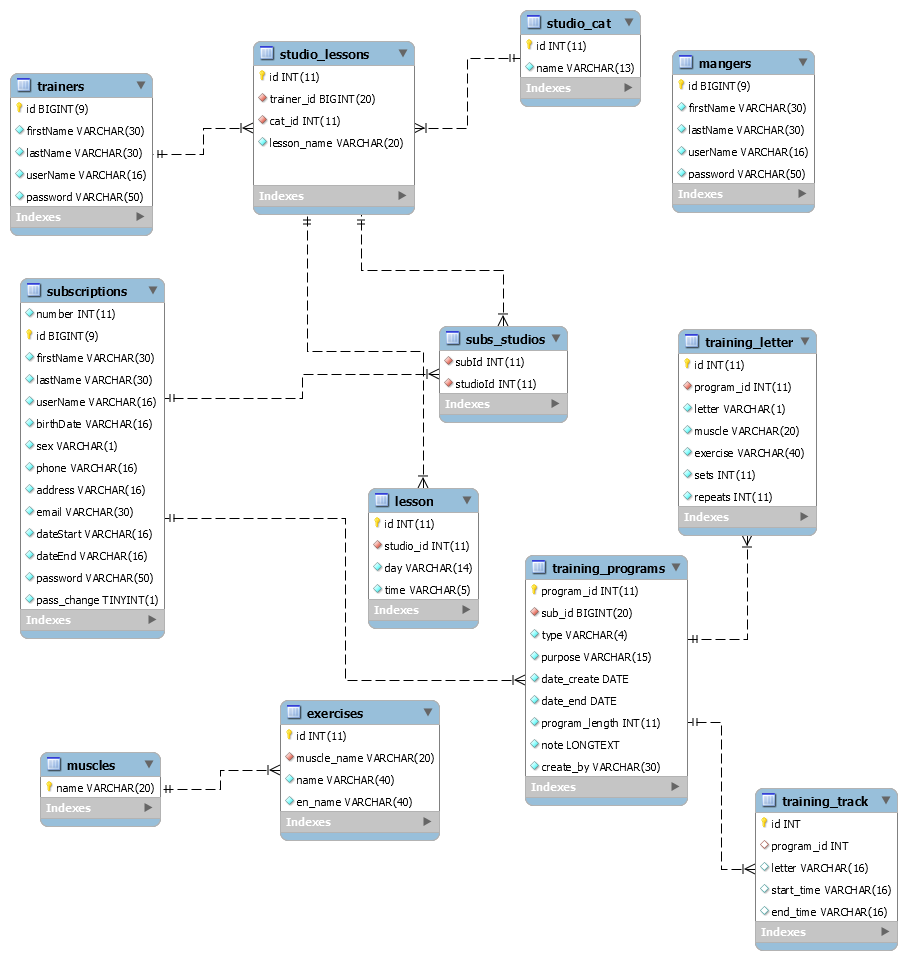 studio_cat
id INT(11)
name VARCHAR(13)
Indexes
studio_lessons
id INT(11)
trainer_id BIGINT(20)
cat_id INT(11)
lesson_name VARCHAR(20)
Indexes
mangers
id BIGINT(9)
firstName VARCHAR(30)
lastName VARCHAR(30)
userName VARCHAR(16)
password VARCHAR(50)
Indexes
trainers
id BIGINT(9)
firstName VARCHAR(30)
lastName VARCHAR(30)
userName VARCHAR(16)
password VARCHAR(50)
Indexes
subscriptions
number INT(11)
id BIGINT(9)
firstName VARCHAR(30)
lastName VARCHAR(30)
userName VARCHAR(16)
birthDate VARCHAR(16)
sex VARCHAR(1)
phone VARCHAR(16)
address VARCHAR(16)
email VARCHAR(30)
dateStart VARCHAR(16)
dateEnd VARCHAR(16)
password VARCHAR(50)
pass_change TINYINT(1)
Indexes
subs_studios
subId INT(11)
studioId INT(11)
Indexes
training_letter
id INT(11)
program_id INT(11)
letter VARCHAR(1)
muscle VARCHAR(20)
exercise VARCHAR(40)
sets INT(11)
repeats INT(11)
Indexes
lesson
id INT(11)
studio_id INT(11)
day VARCHAR(14)
time VARCHAR(5)
Indexes
training_programs
program_id INT(11)
sub_id BIGINT(20)
type VARCHAR(4)
purpose VARCHAR(15)
date_create DATE
date_end DATE
program_length INT(11)
note LONGTEXT
create_by VARCHAR(30)
Indexes
exercises
id INT(11)
muscle_name VARCHAR(20)
name VARCHAR(40)
en_name VARCHAR(40)
Indexes
muscles
name VARCHAR(20)
Indexes
training_track
id INT
program_id INT
letter VARCHAR(16)
start_time VARCHAR(16)
end_time VARCHAR(16)
Indexes